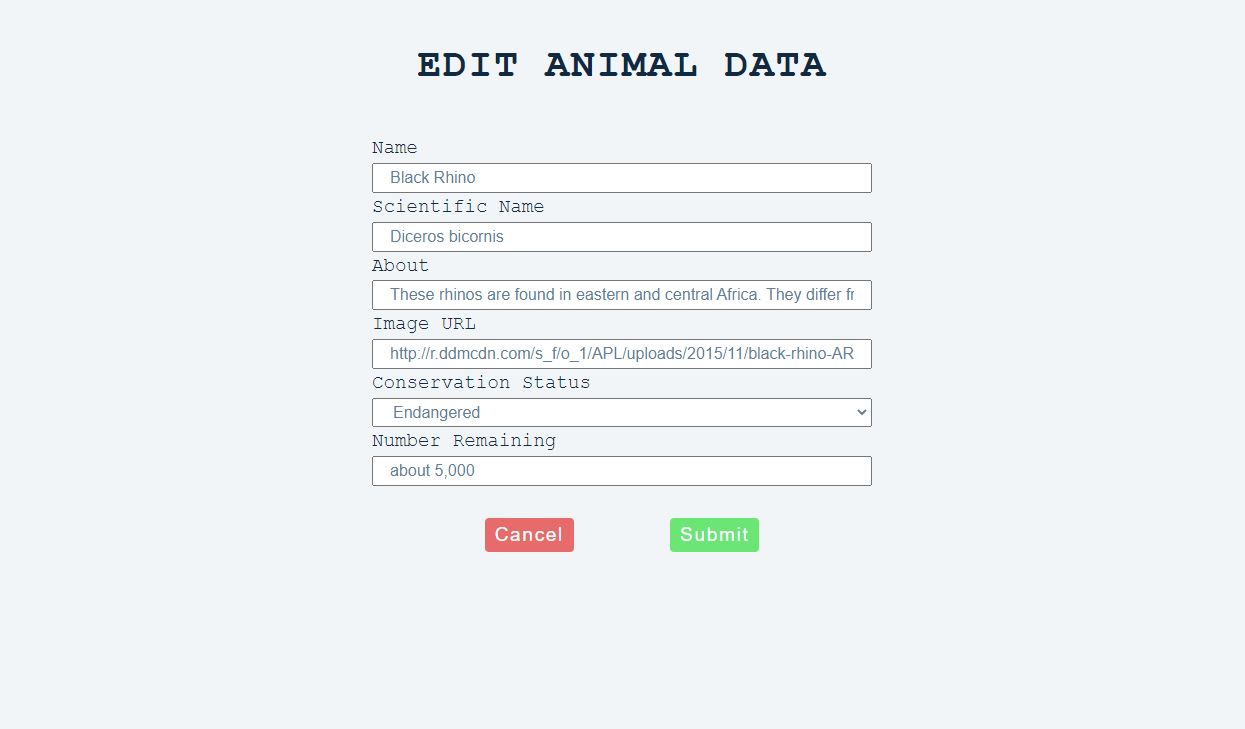 EDIT ANIMAL DATA
Name
Black Rhino
Scientific Name
Diceros bicornis
About
These rhinos are found in eastern and central Africa. They differ fr
Image URL
http://r.ddmcdn.com/s_f/o_1/APL/uploads/2015/11/black-rhino-AR
Conservation Status
Endangered
Number Remaining
about 5,000
Cancel Submit